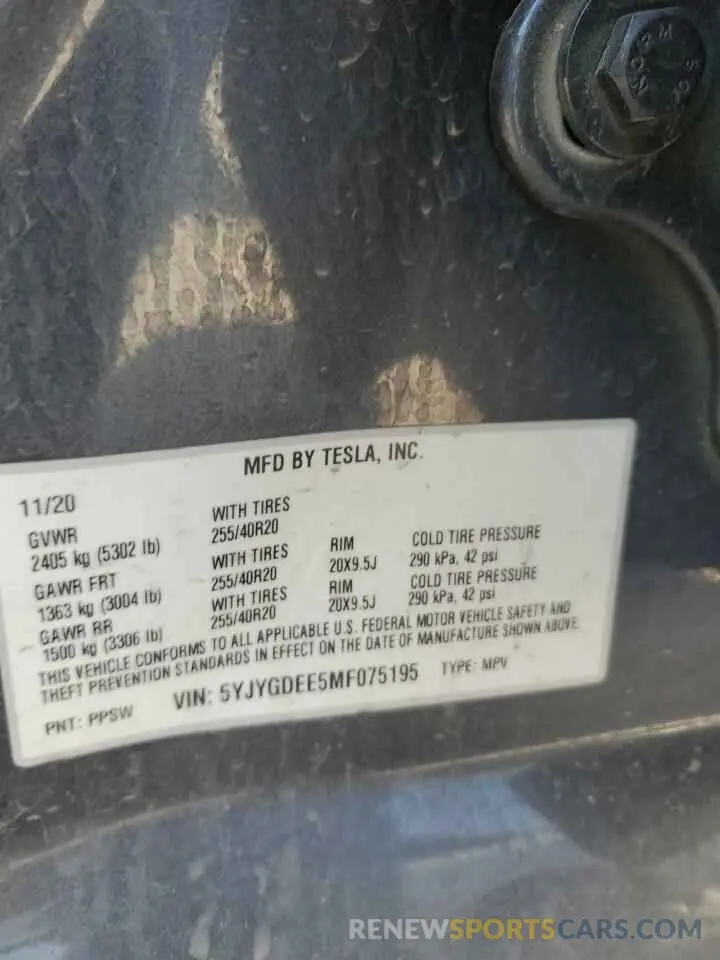 MFD BY TESLA, INC.
11/20
GVWR WITH TIRES
2405 kg (5302 lb) 255/40R20
GAWR FRT WITH TIRES RIM COLD TIRE PRESSURE
1363 kg (3004 lb) 255/40R20 20X9.5J 290 kPa, 42 psi
GAWR RR WITH TIRES RIM COLD TIRE PRESSURE
1500 kg (3306 lb) 255/40R20 20X9.5J 290 kPa, 42 psi
THIS VEHICLE CONFORMS TO ALL APPLICABLE U.S. FEDERAL MOTOR VEHICLE SAFETY AND
THEFT PREVENTION STANDARDS IN EFFECT ON THE DATE OF MANUFACTURE SHOWN ABOVE.
PNT: PPSW VIN: 5YJYGDEE5MF075195 TYPE: MPV
RENEWSPORTSCARS.COM